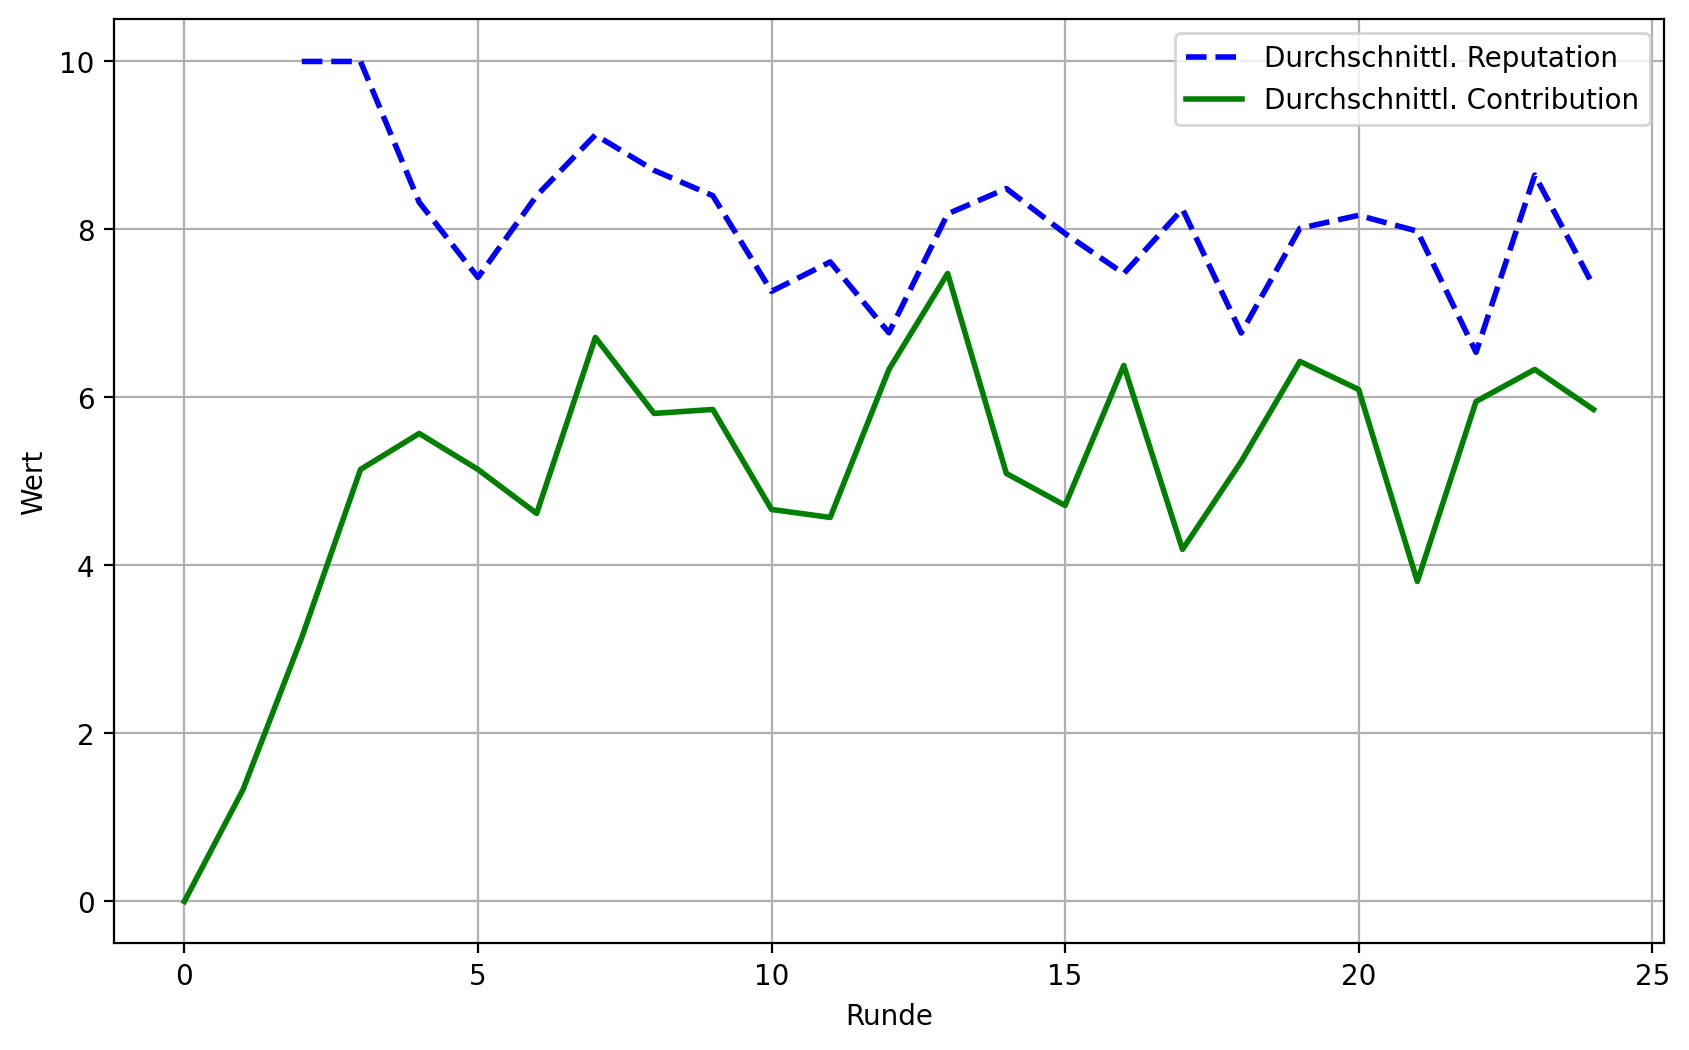 Durchschnittl. Reputation
Durchschnittl. Contribution
10
8
6
4
2
0
Wert
0 5 10 15 20 25
Runde